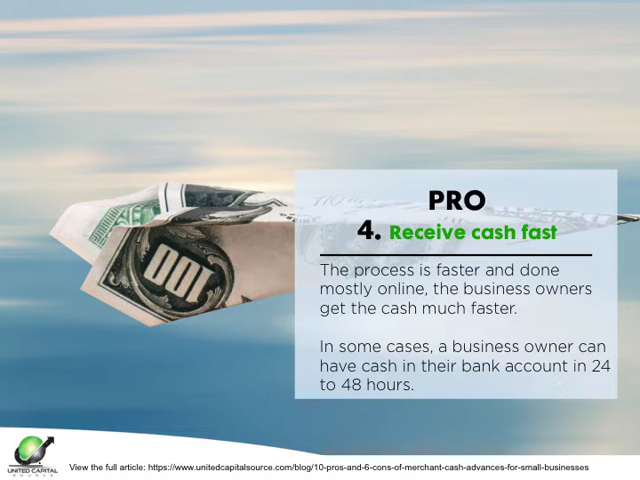 PRO
4. Receive cash fast
The process is faster and done
mostly online, the business owners
get the cash much faster.
In some cases, a business owner can
have cash in their bank account in 24
to 48 hours.
100
UNITED CAPITAL
SOURCE
View the full article: https://www.unitedcapitalsource.com/blog/10-pros-and-6-cons-of-merchant-cash-advances-for-small-businesses